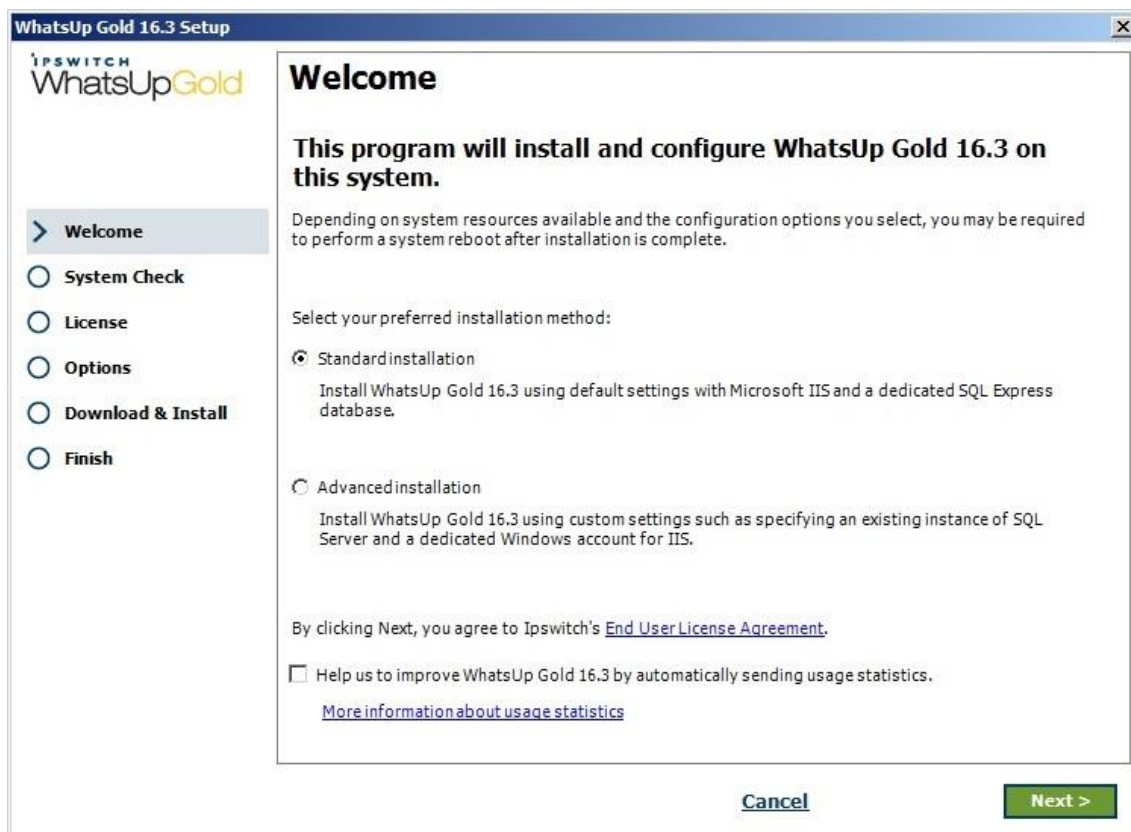 WhatsUp Gold 16.3 Setup
IPSWITCH
WhatsUpGold
Welcome
System Check
License
Options
Download & Install
Finish
Welcome
This program will install and configure WhatsUp Gold 16.3 on
this system.
Depending on system resources available and the configuration options you select, you may be required
to perform a system reboot after installation is complete.
Select your preferred installation method:
Standard installation
Install WhatsUp Gold 16.3 using default settings with Microsoft IIS and a dedicated SQL Express
database.
Advanced installation
Install WhatsUp Gold 16.3 using custom settings such as specifying an existing instance of SQL
Server and a dedicated Windows account for IIS.
By clicking Next, you agree to Ipswitch's End User License Agreement.
Help us to improve WhatsUp Gold 16.3 by automatically sending usage statistics.
More information about usage statistics
Cancel
Next >